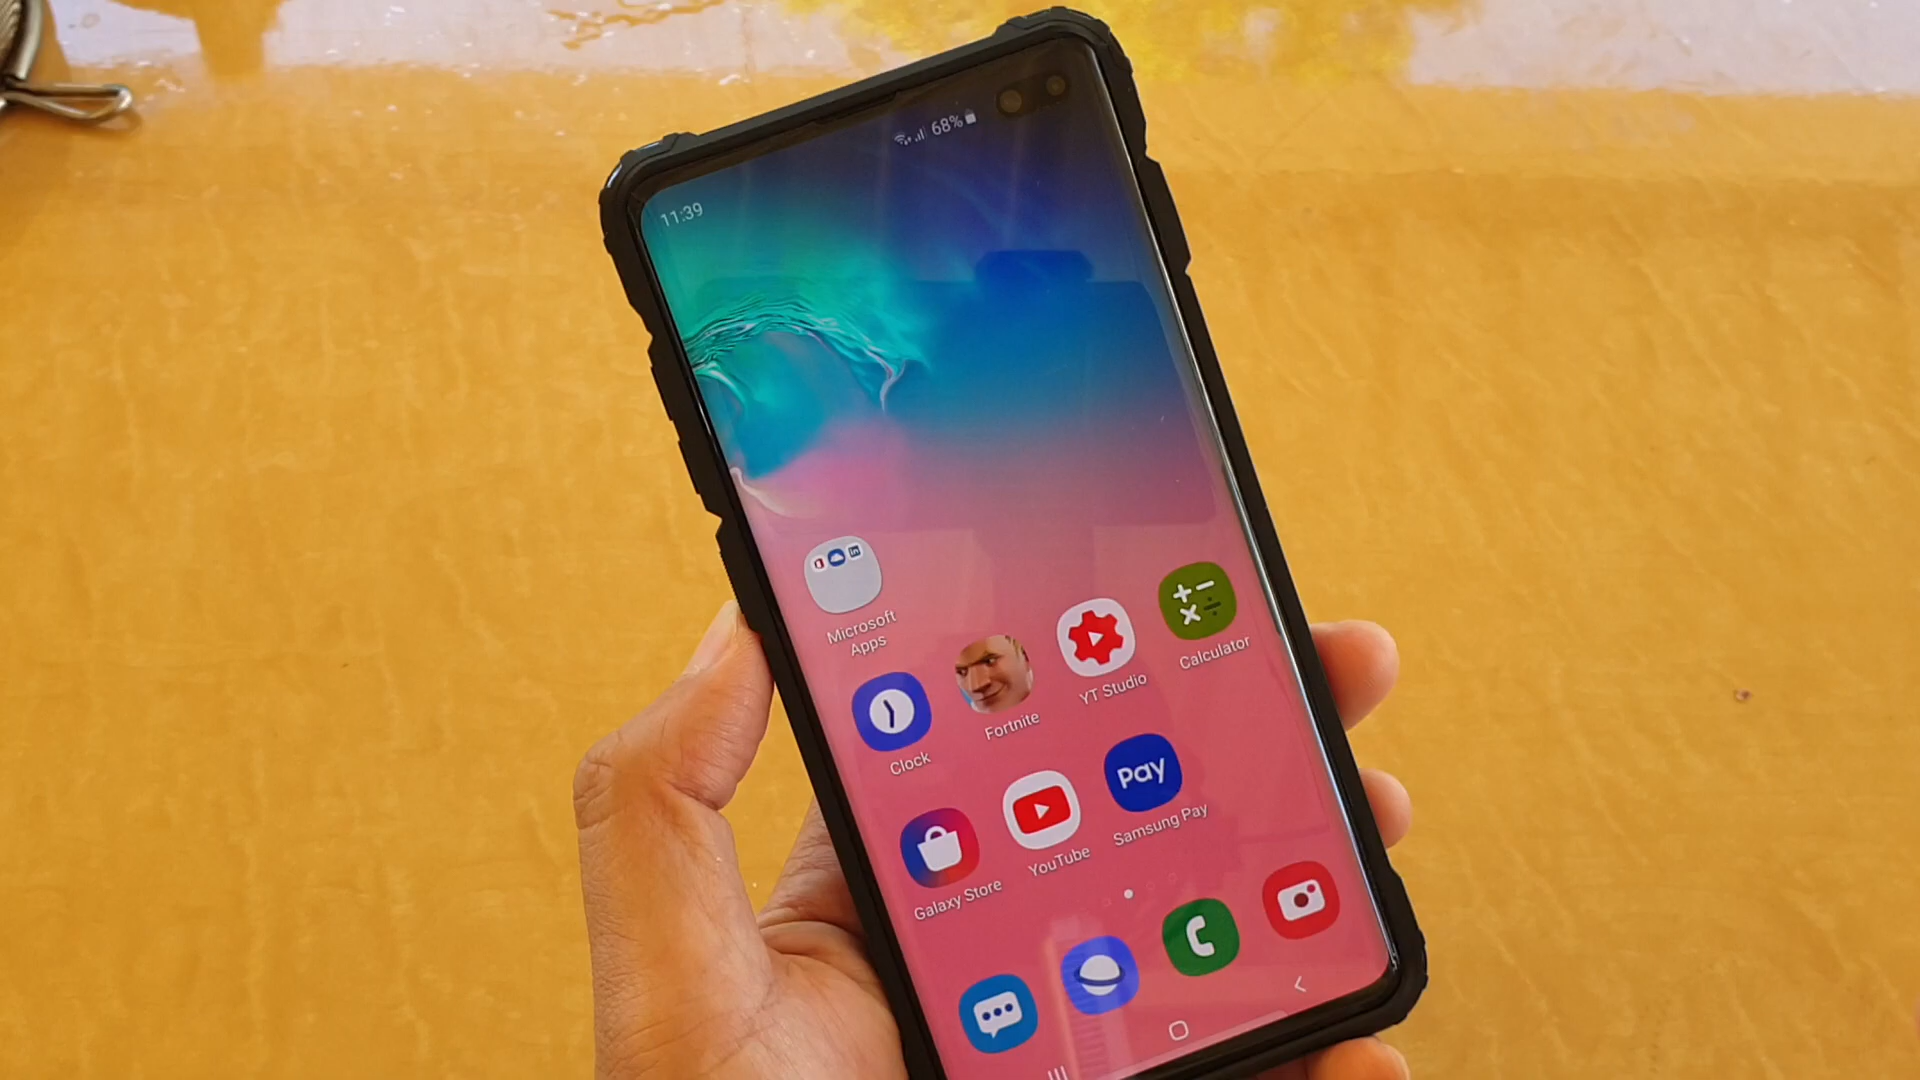 68%
11:39
Microsoft
Apps
Clock
Fortnite
YT Studio
Calculator
Galaxy Store
YouTube
pay
Samsung Pay